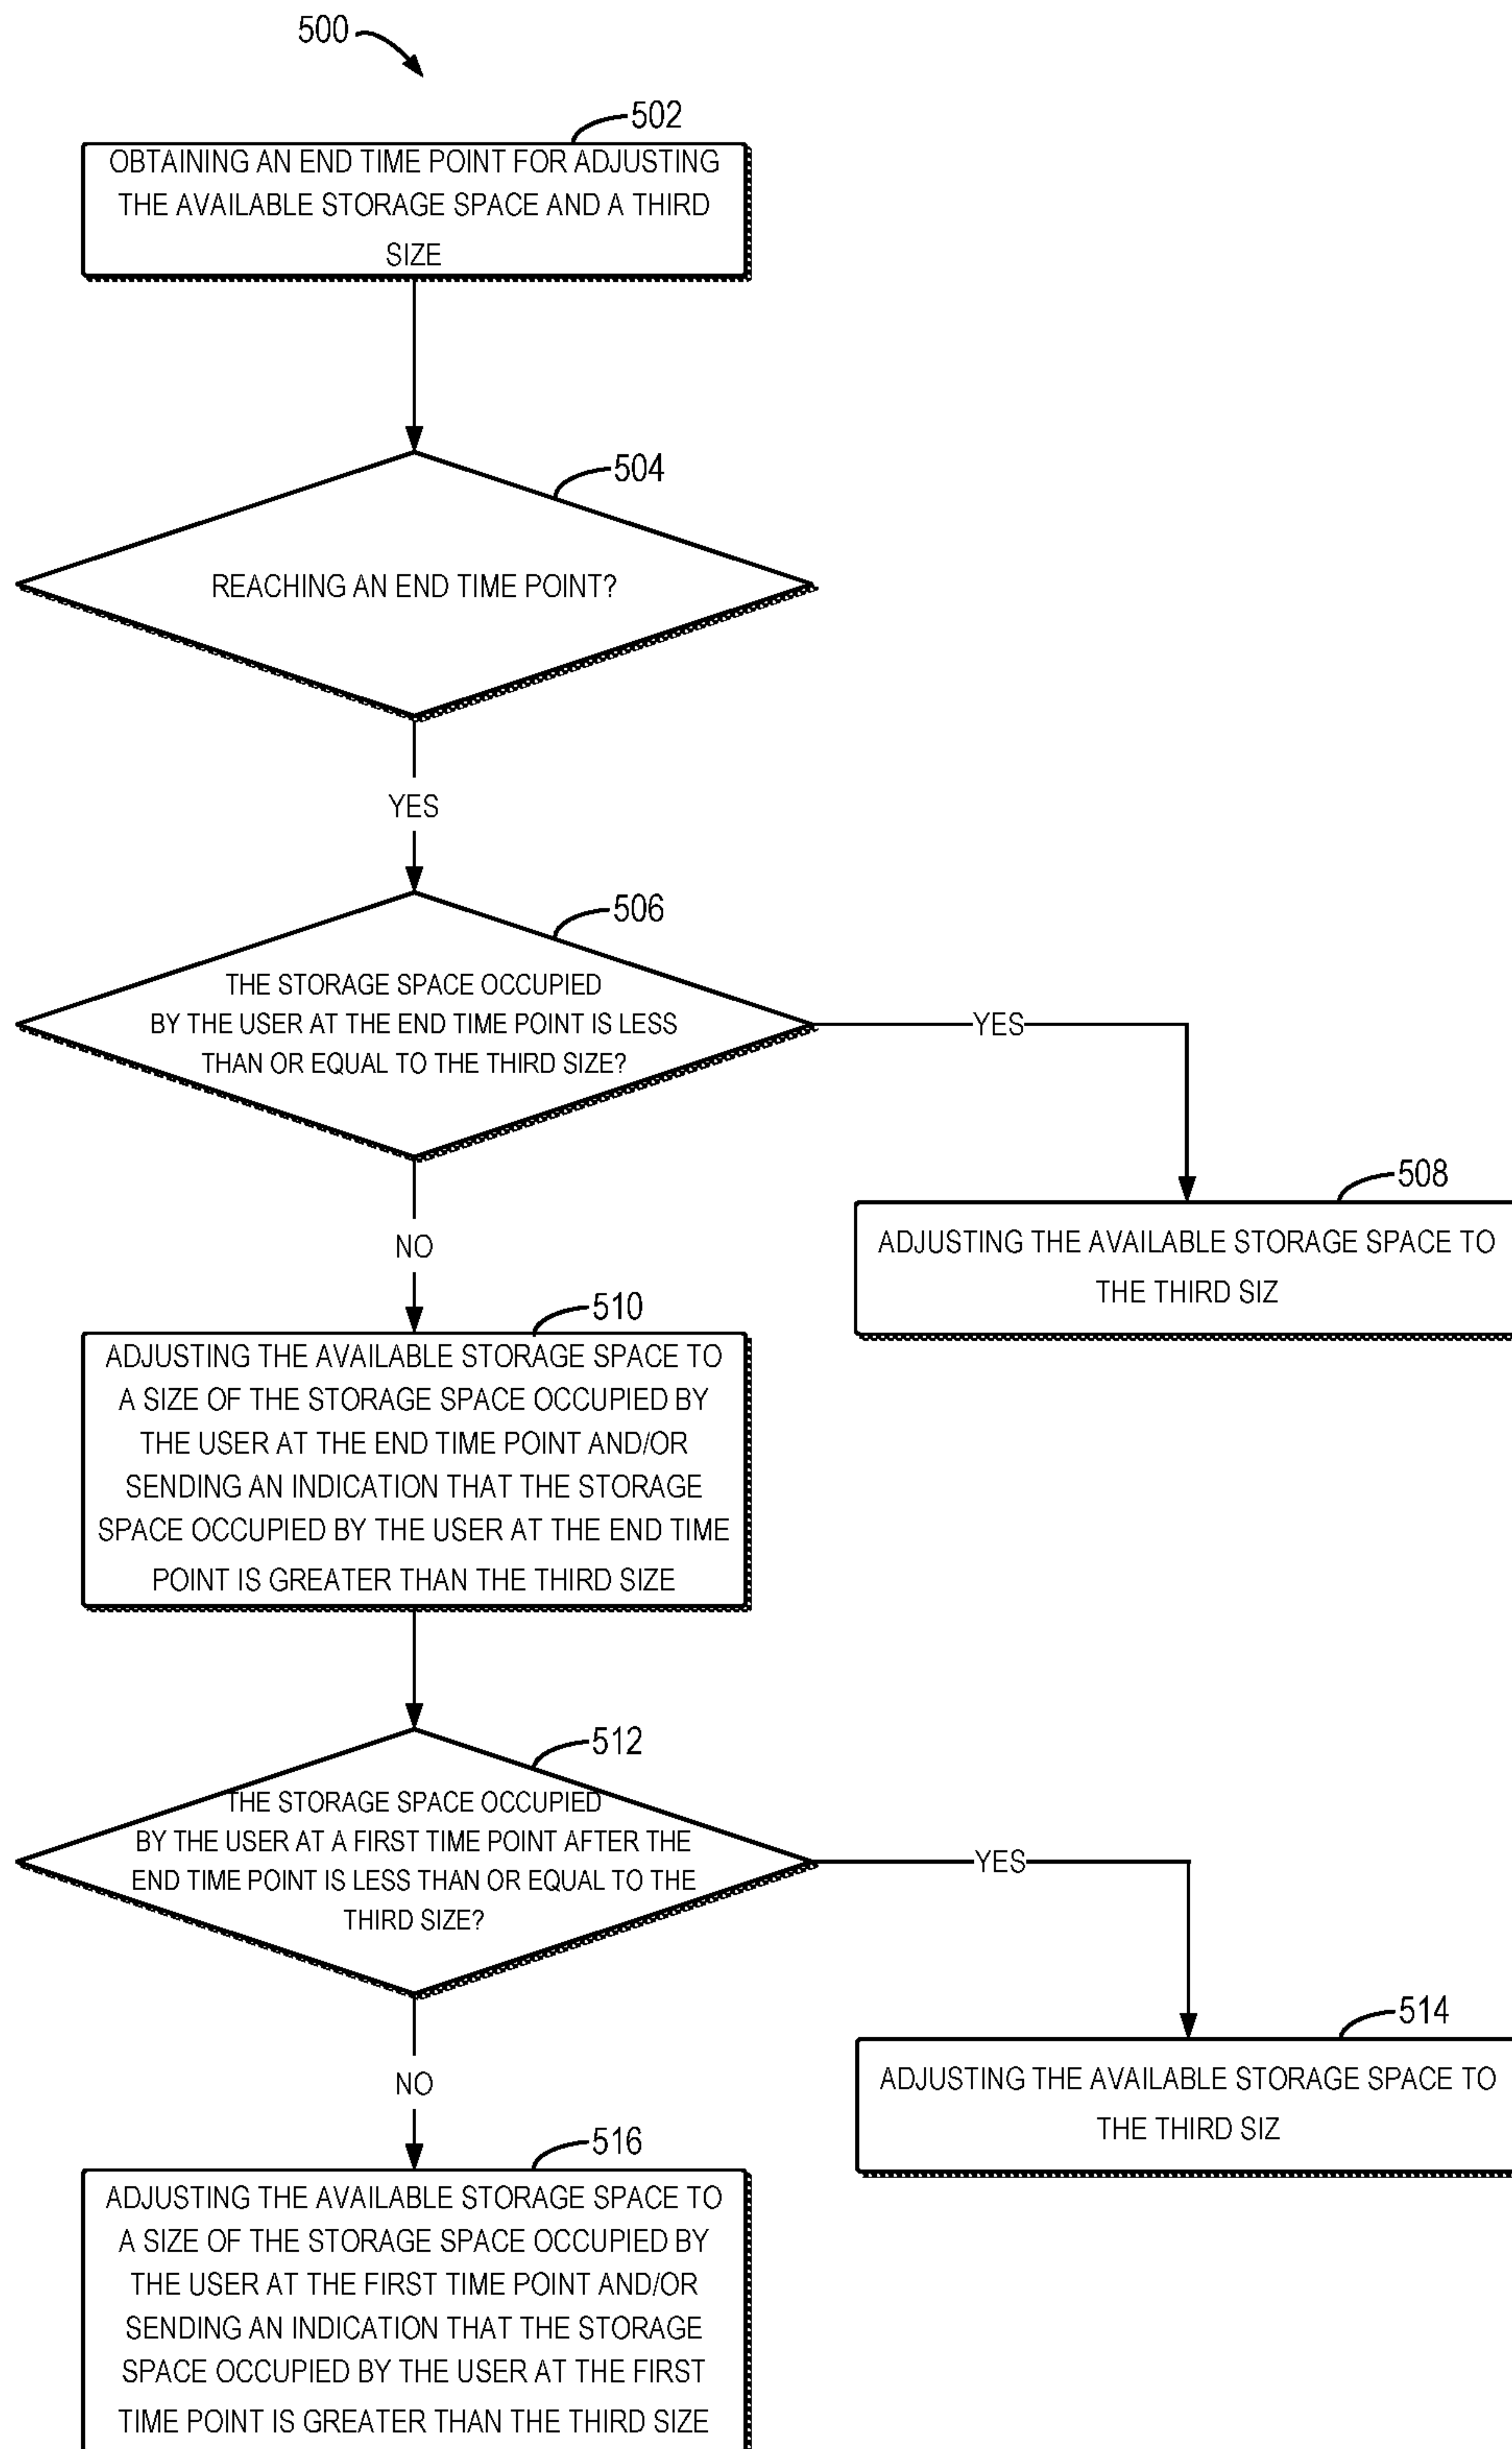 500
502
OBTAINING AN END TIME POINT FOR ADJUSTING
THE AVAILABLE STORAGE SPACE AND A THIRD
SIZE
504
REACHING AN END TIME POINT?
YES
506
THE STORAGE SPACE OCCUPIED
BY THE USER AT THE END TIME POINT IS LESS
THAN OR EQUAL TO THE THIRD SIZE?
YES
508
ADJUSTING THE AVAILABLE STORAGE SPACE TO
THE THIRD SIZ
NO
510
ADJUSTING THE AVAILABLE STORAGE SPACE TO
A SIZE OF THE STORAGE SPACE OCCUPIED BY
THE USER AT THE END TIME POINT AND/OR
SENDING AN INDICATION THAT THE STORAGE
SPACE OCCUPIED BY THE USER AT THE END TIME
POINT IS GREATER THAN THE THIRD SIZE
512
THE STORAGE SPACE OCCUPIED
BY THE USER AT A FIRST TIME POINT AFTER THE
END TIME POINT IS LESS THAN OR EQUAL TO THE
THIRD SIZE?
YES
514
ADJUSTING THE AVAILABLE STORAGE SPACE TO
THE THIRD SIZ
NO
516
ADJUSTING THE AVAILABLE STORAGE SPACE TO
A SIZE OF THE STORAGE SPACE OCCUPIED BY
THE USER AT THE FIRST TIME POINT AND/OR
SENDING AN INDICATION THAT THE STORAGE
SPACE OCCUPIED BY THE USER AT THE FIRST
TIME POINT IS GREATER THAN THE THIRD SIZE